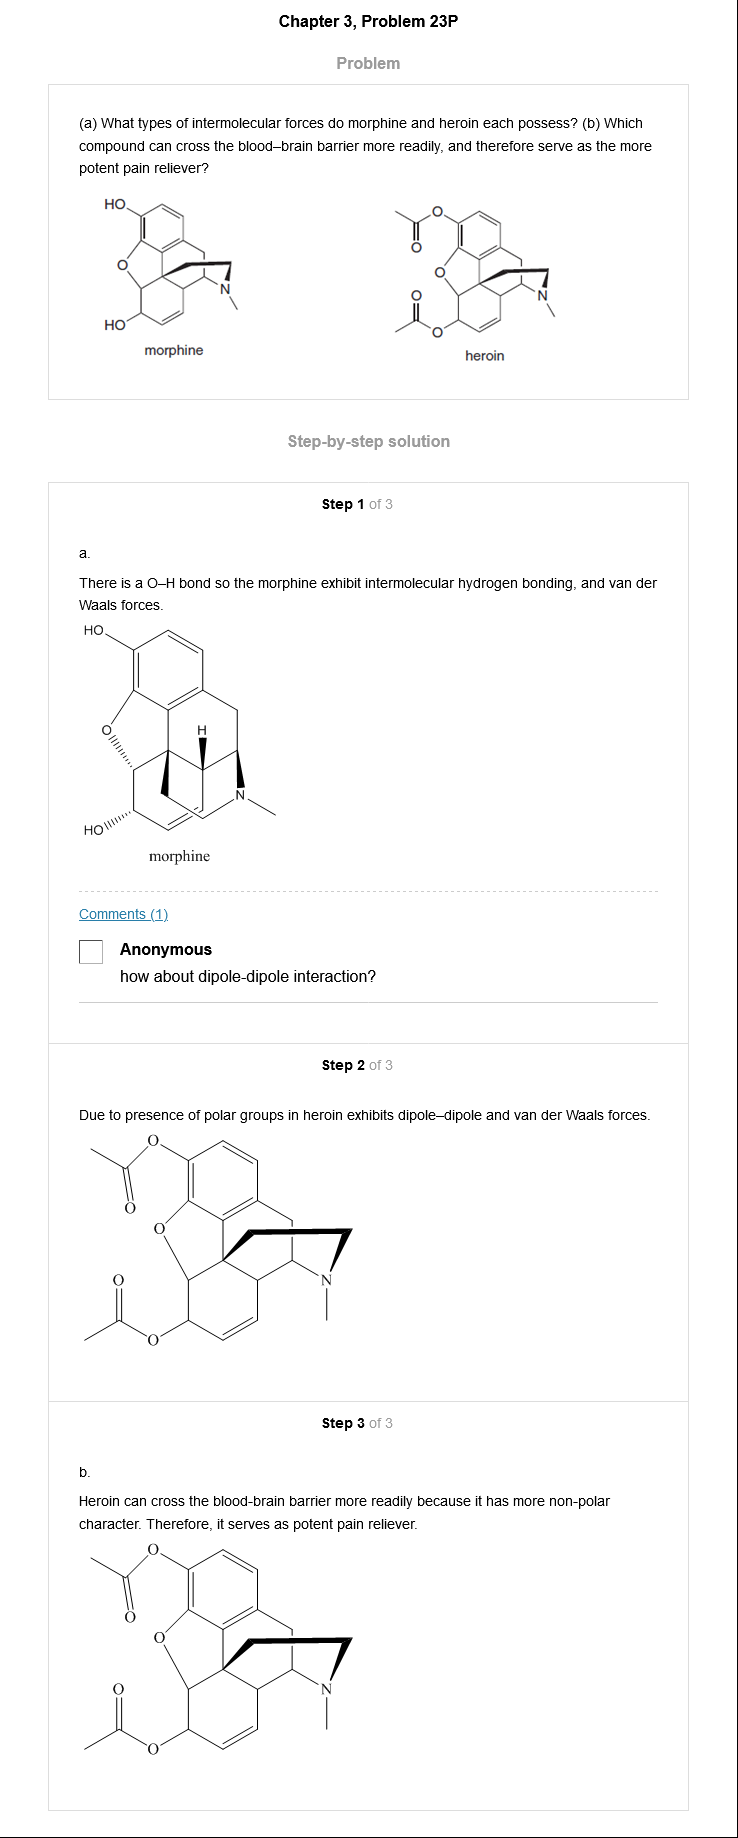 Chapter 3, Problem 23P
Problem
(a) What types of intermolecular forces do morphine and heroin each possess? (b) Which
compound can cross the blood–brain barrier more readily, and therefore serve as the more
potent pain reliever?
HO
O
HO
N
morphine
O
O
O
O
O
N
heroin
Step-by-step solution
Step 1 of 3
a.
There is a O–H bond so the morphine exhibit intermolecular hydrogen bonding, and van der
Waals forces.
HO
O
H
N
HO
morphine
Comments (1)
Anonymous
how about dipole-dipole interaction?
Step 2 of 3
Due to presence of polar groups in heroin exhibits dipole–dipole and van der Waals forces.
O
O
O
O
N
O
Step 3 of 3
b.
Heroin can cross the blood-brain barrier more readily because it has more non-polar
character. Therefore, it serves as potent pain reliever.
O
O
O
O
N
O